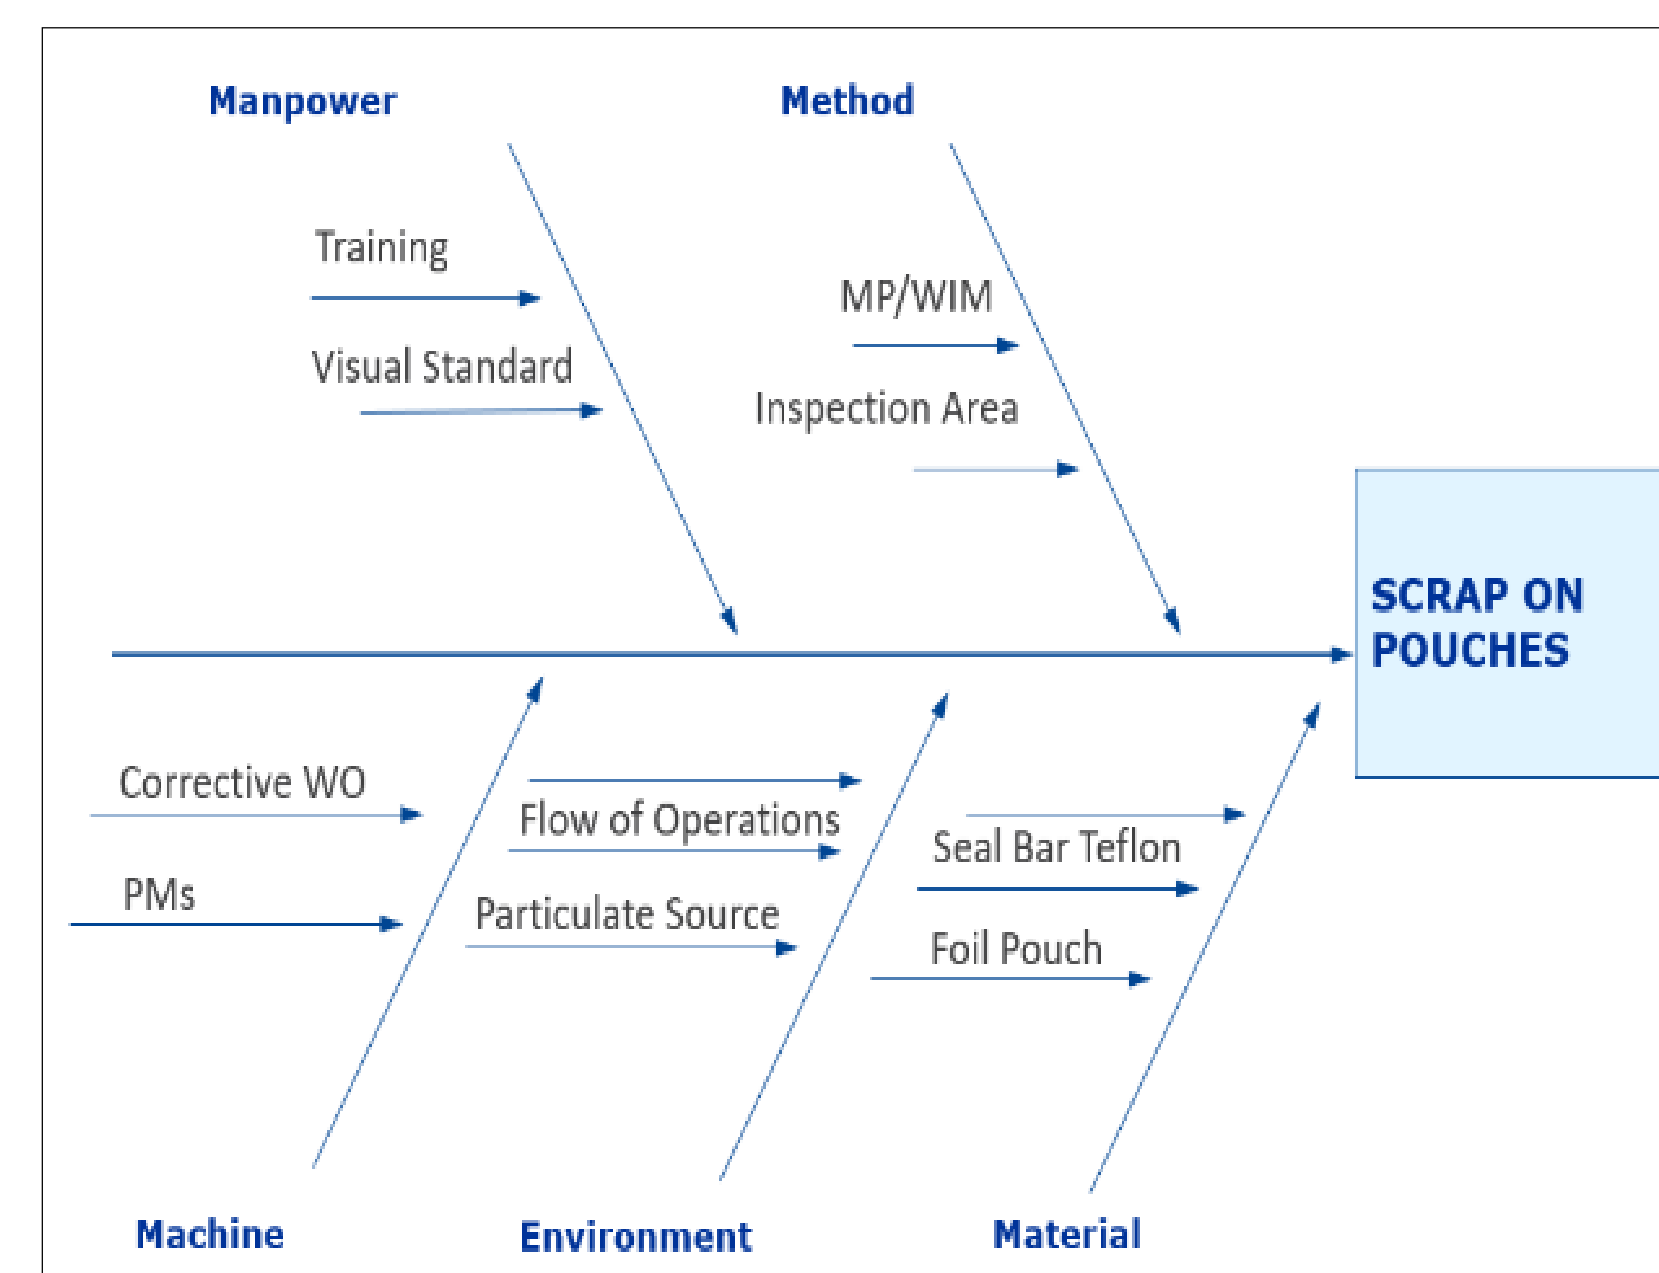 Manpower
Method
Training
MP/WIM
Visual Standard
Inspection Area
SCRAP ON
POUCHES
Corrective WO
Flow of Operations
Seal Bar Teflon
PMs
Particulate Source
Foil Pouch
Machine
Environment
Material